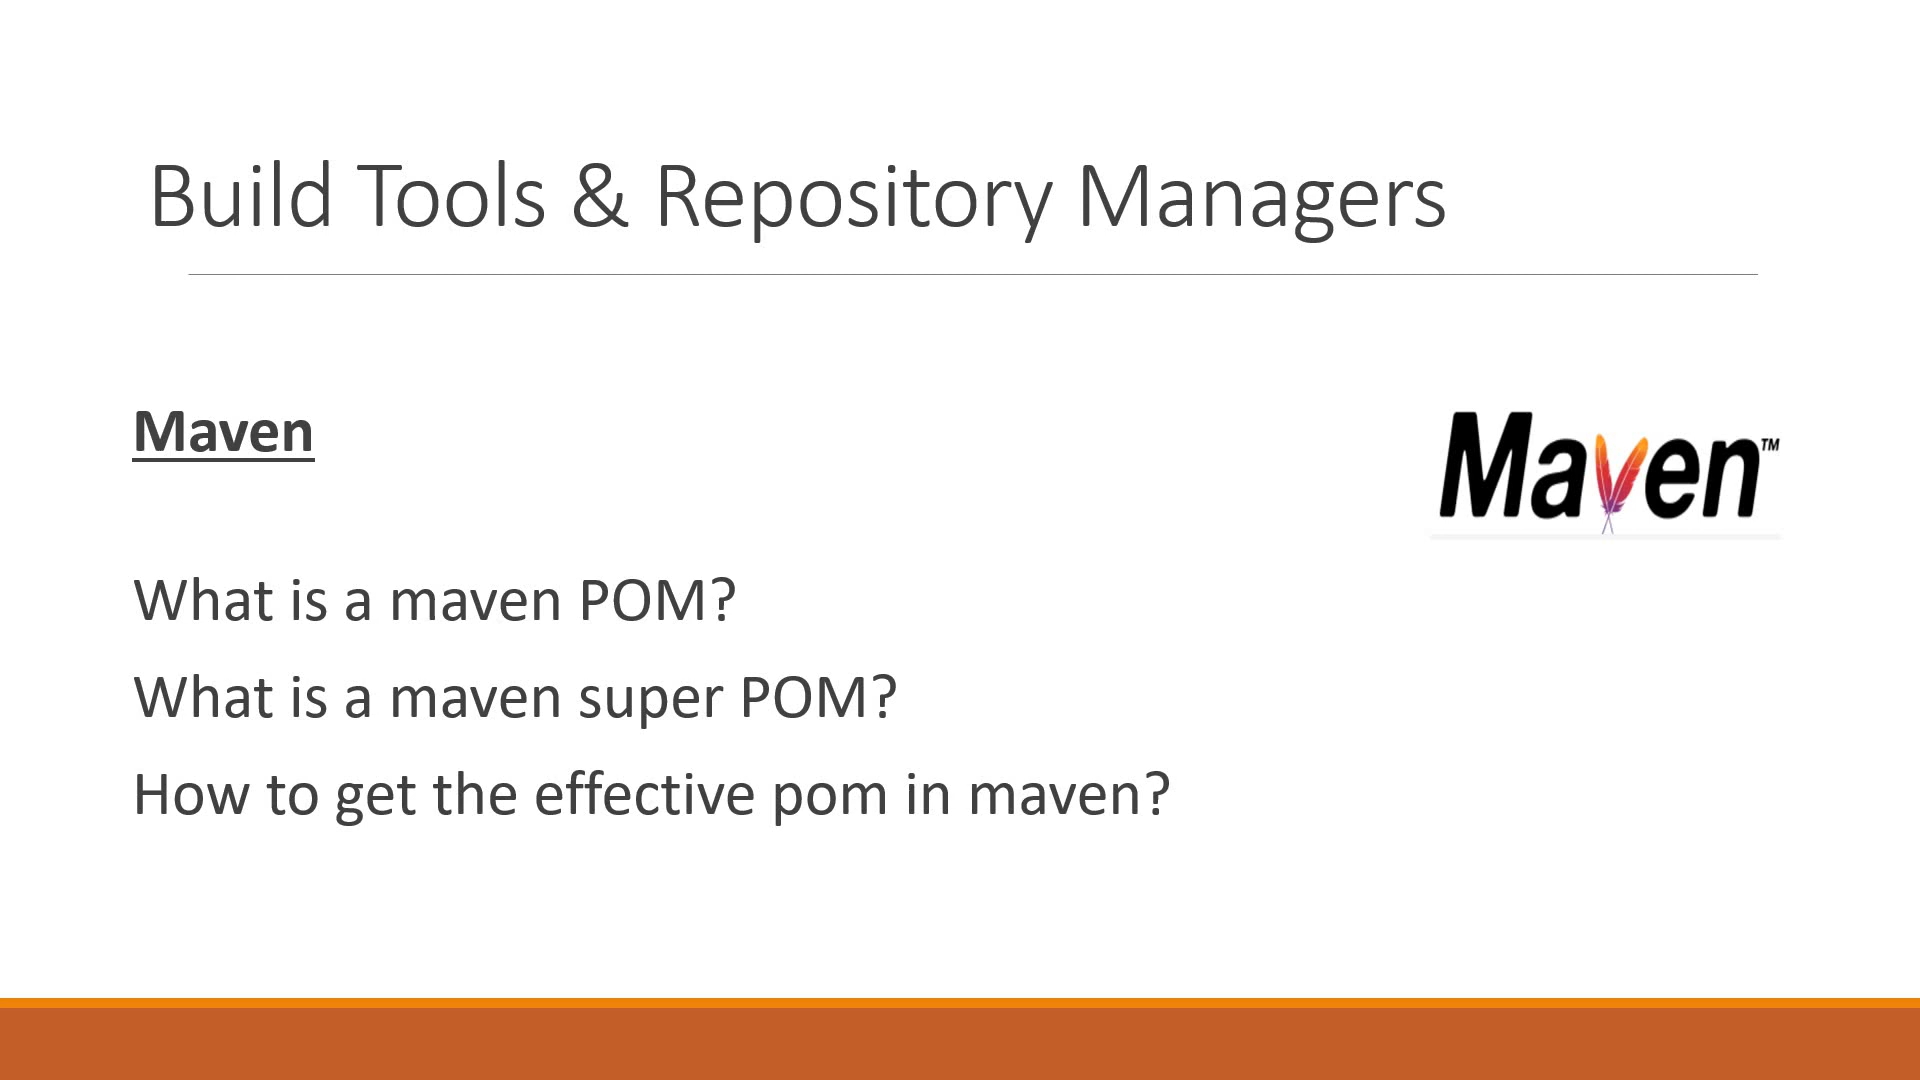 Build Tools & Repository Managers
Maven
Maven™
What is a maven POM?
What is a maven super POM?
How to get the effective pom in maven?